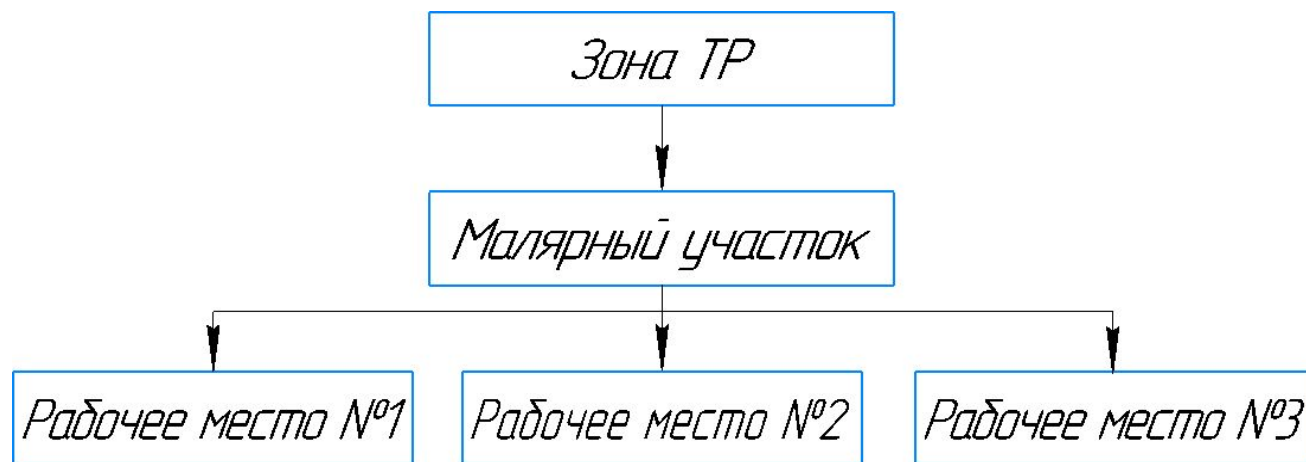 Зона ТР
Малярный участок
Рабочее место №1
Рабочее место №2
Рабочее место №3